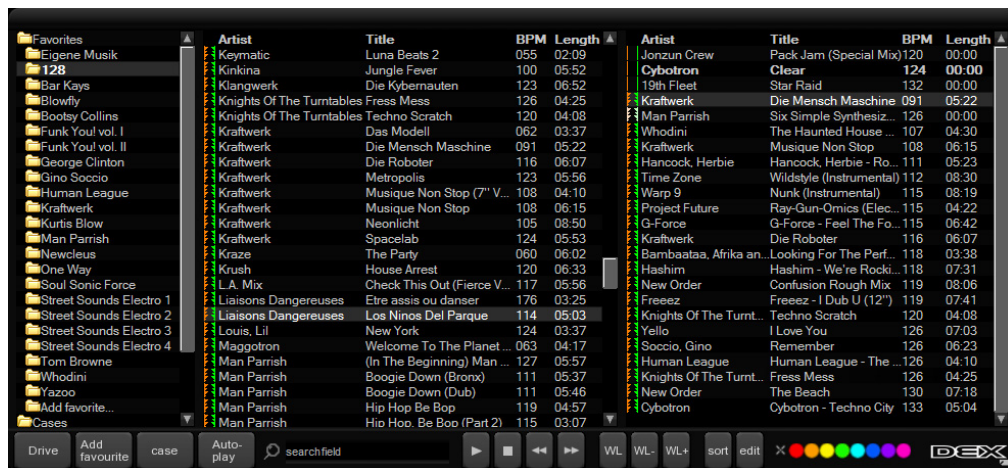 Favorites
Eigene Musik
128
Bar Kays
Blowfly
Bootsy Collins
Funk You! vol. I
Funk You! vol. II
George Clinton
Gino Soccio
Human League
Kraftwerk
Kurtis Blow
Man Parrish
Newcleus
One Way
Soul Sonic Force
Street Sounds Electro 1
Street Sounds Electro 2
Street Sounds Electro 3
Street Sounds Electro 4
Tom Browne
Whodini
Yazoo
Add favorite...
Cases
Artist Title BPM Length
Keymatic Luna Beats 2 055 02:09
Kinkina Jungle Fever 100 05:52
Klangwerk Die Kybernauten 123 06:52
Knights Of The Turntables Fress Mess 126 04:25
Knights Of The Turntables Techno Scratch 120 04:08
Kraftwerk Das Modell 062 03:37
Kraftwerk Die Mensch Maschine 091 05:22
Kraftwerk Die Roboter 116 06:07
Kraftwerk Metropolis 123 05:56
Kraftwerk Musique Non Stop (7" V... 108 04:10
Kraftwerk Musique Non Stop 108 06:15
Kraftwerk Neonlicht 105 08:50
Kraftwerk Spacelab 124 05:53
Kraze The Party 060 06:02
Krush House Arrest 120 06:33
L.A. Mix Check This Out (Fierce V... 117 05:56
Liaisons Dangereuses Etre assis ou danser 176 03:25
Liaisons Dangereuses Los Ninos Del Parque 114 05:03
Louis, Lil New York 124 03:37
Maggotron Welcome To The Planet ... 063 04:17
Man Parrish (In The Beginning) Man ... 127 05:57
Man Parrish Boogie Down (Bronx) 111 05:37
Man Parrish Boogie Down (Dub) 111 05:46
Man Parrish Hip Hop Be Bop 119 04:57
Man Parrish Hip Hop, Be Bop (Part 2) 115 03:07
Artist Title BPM Length
Jonzun Crew Pack Jam (Special Mix) 120 00:00
Cybotron Clear 124 00:00
19th Fleet Star Raid 132 00:00
Kraftwerk Die Mensch Maschine 091 05:22
Man Parrish Six Simple Synthesiz... 126 00:00
Whodini The Haunted House ... 107 04:30
Kraftwerk Musique Non Stop 108 06:15
Hancock, Herbie Hancock, Herbie - Ro... 111 05:23
Time Zone Wildstyle (Instrumental) 112 08:30
Warp 9 Nunk (Instrumental) 115 08:19
Project Future Ray-Gun-Omics (Elec... 115 04:22
G-Force G-Force - Feel The Fo... 115 06:42
Kraftwerk Die Roboter 116 06:07
Bambaataa, Afrika an... Looking For The Perf... 118 03:38
Hashim Hashim - We're Rocki... 118 07:31
New Order Confusion Rough Mix 119 08:06
Freeez Freeez - I Dub U (12") 119 07:41
Knights Of The Turnt... Techno Scratch 120 04:08
Yello I Love You 126 07:03
Soccio, Gino Remember 126 06:23
Human League Human League - The ... 126 04:10
Knights Of The Turnt... Fress Mess 126 04:25
New Order The Beach 130 07:18
Cybotron Cybotron - Techno City 133 05:04
Drive
Add favourite
case
Auto-play
searchfield
WL
WL-
WL+
sort
edit
DEX